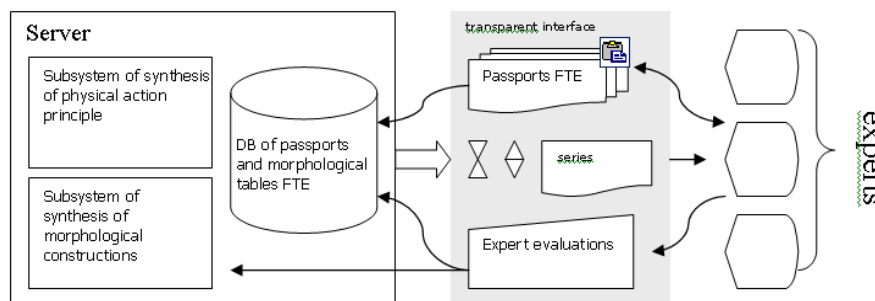 Server
Subsystem of synthesis
of physical action
principle
Subsystem of
synthesis of
morphological
constructions
DB of passports
and morphological
tables FTE
transparent interface
Passports FTE
series
Expert evaluations
experts